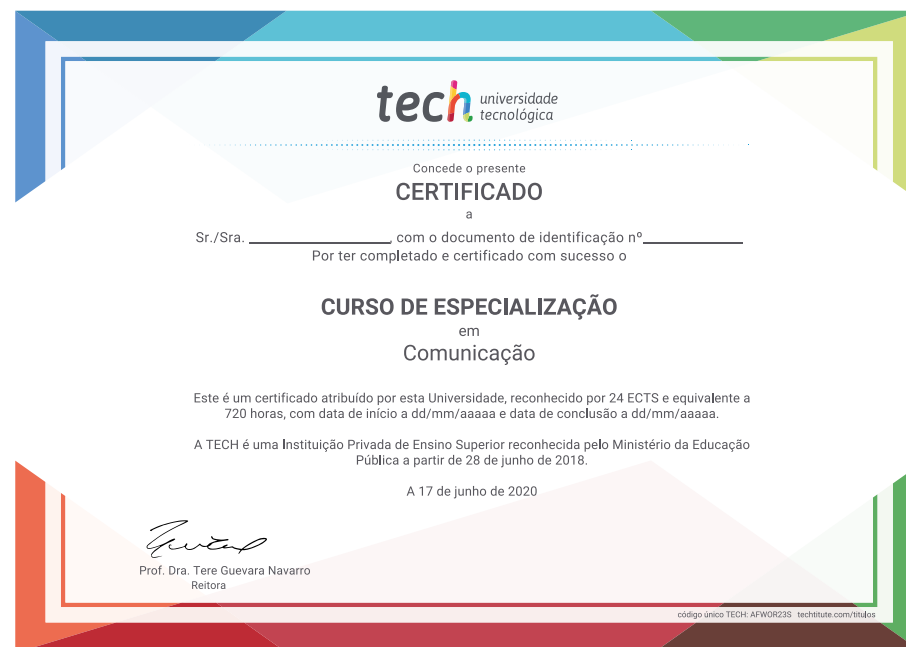 tech universidade
tecnológica
Concede o presente
CERTIFICADO
a
Sr./Sra. , com o documento de identificação nº
Por ter completado e certificado com sucesso o
CURSO DE ESPECIALIZAÇÃO
em
Comunicação
Este é um certificado atribuído por esta Universidade, reconhecido por 24 ECTS e equivalente a
720 horas, com data de início a dd/mm/aaaaa e data de conclusão a dd/mm/aaaaa.
A TECH é uma Instituição Privada de Ensino Superior reconhecida pelo Ministério da Educação
Pública a partir de 28 de junho de 2018.
A 17 de junho de 2020
Prof. Dra. Tere Guevara Navarro
Reitora
código único TECH: AFWOR23S techtitute.com/titulos